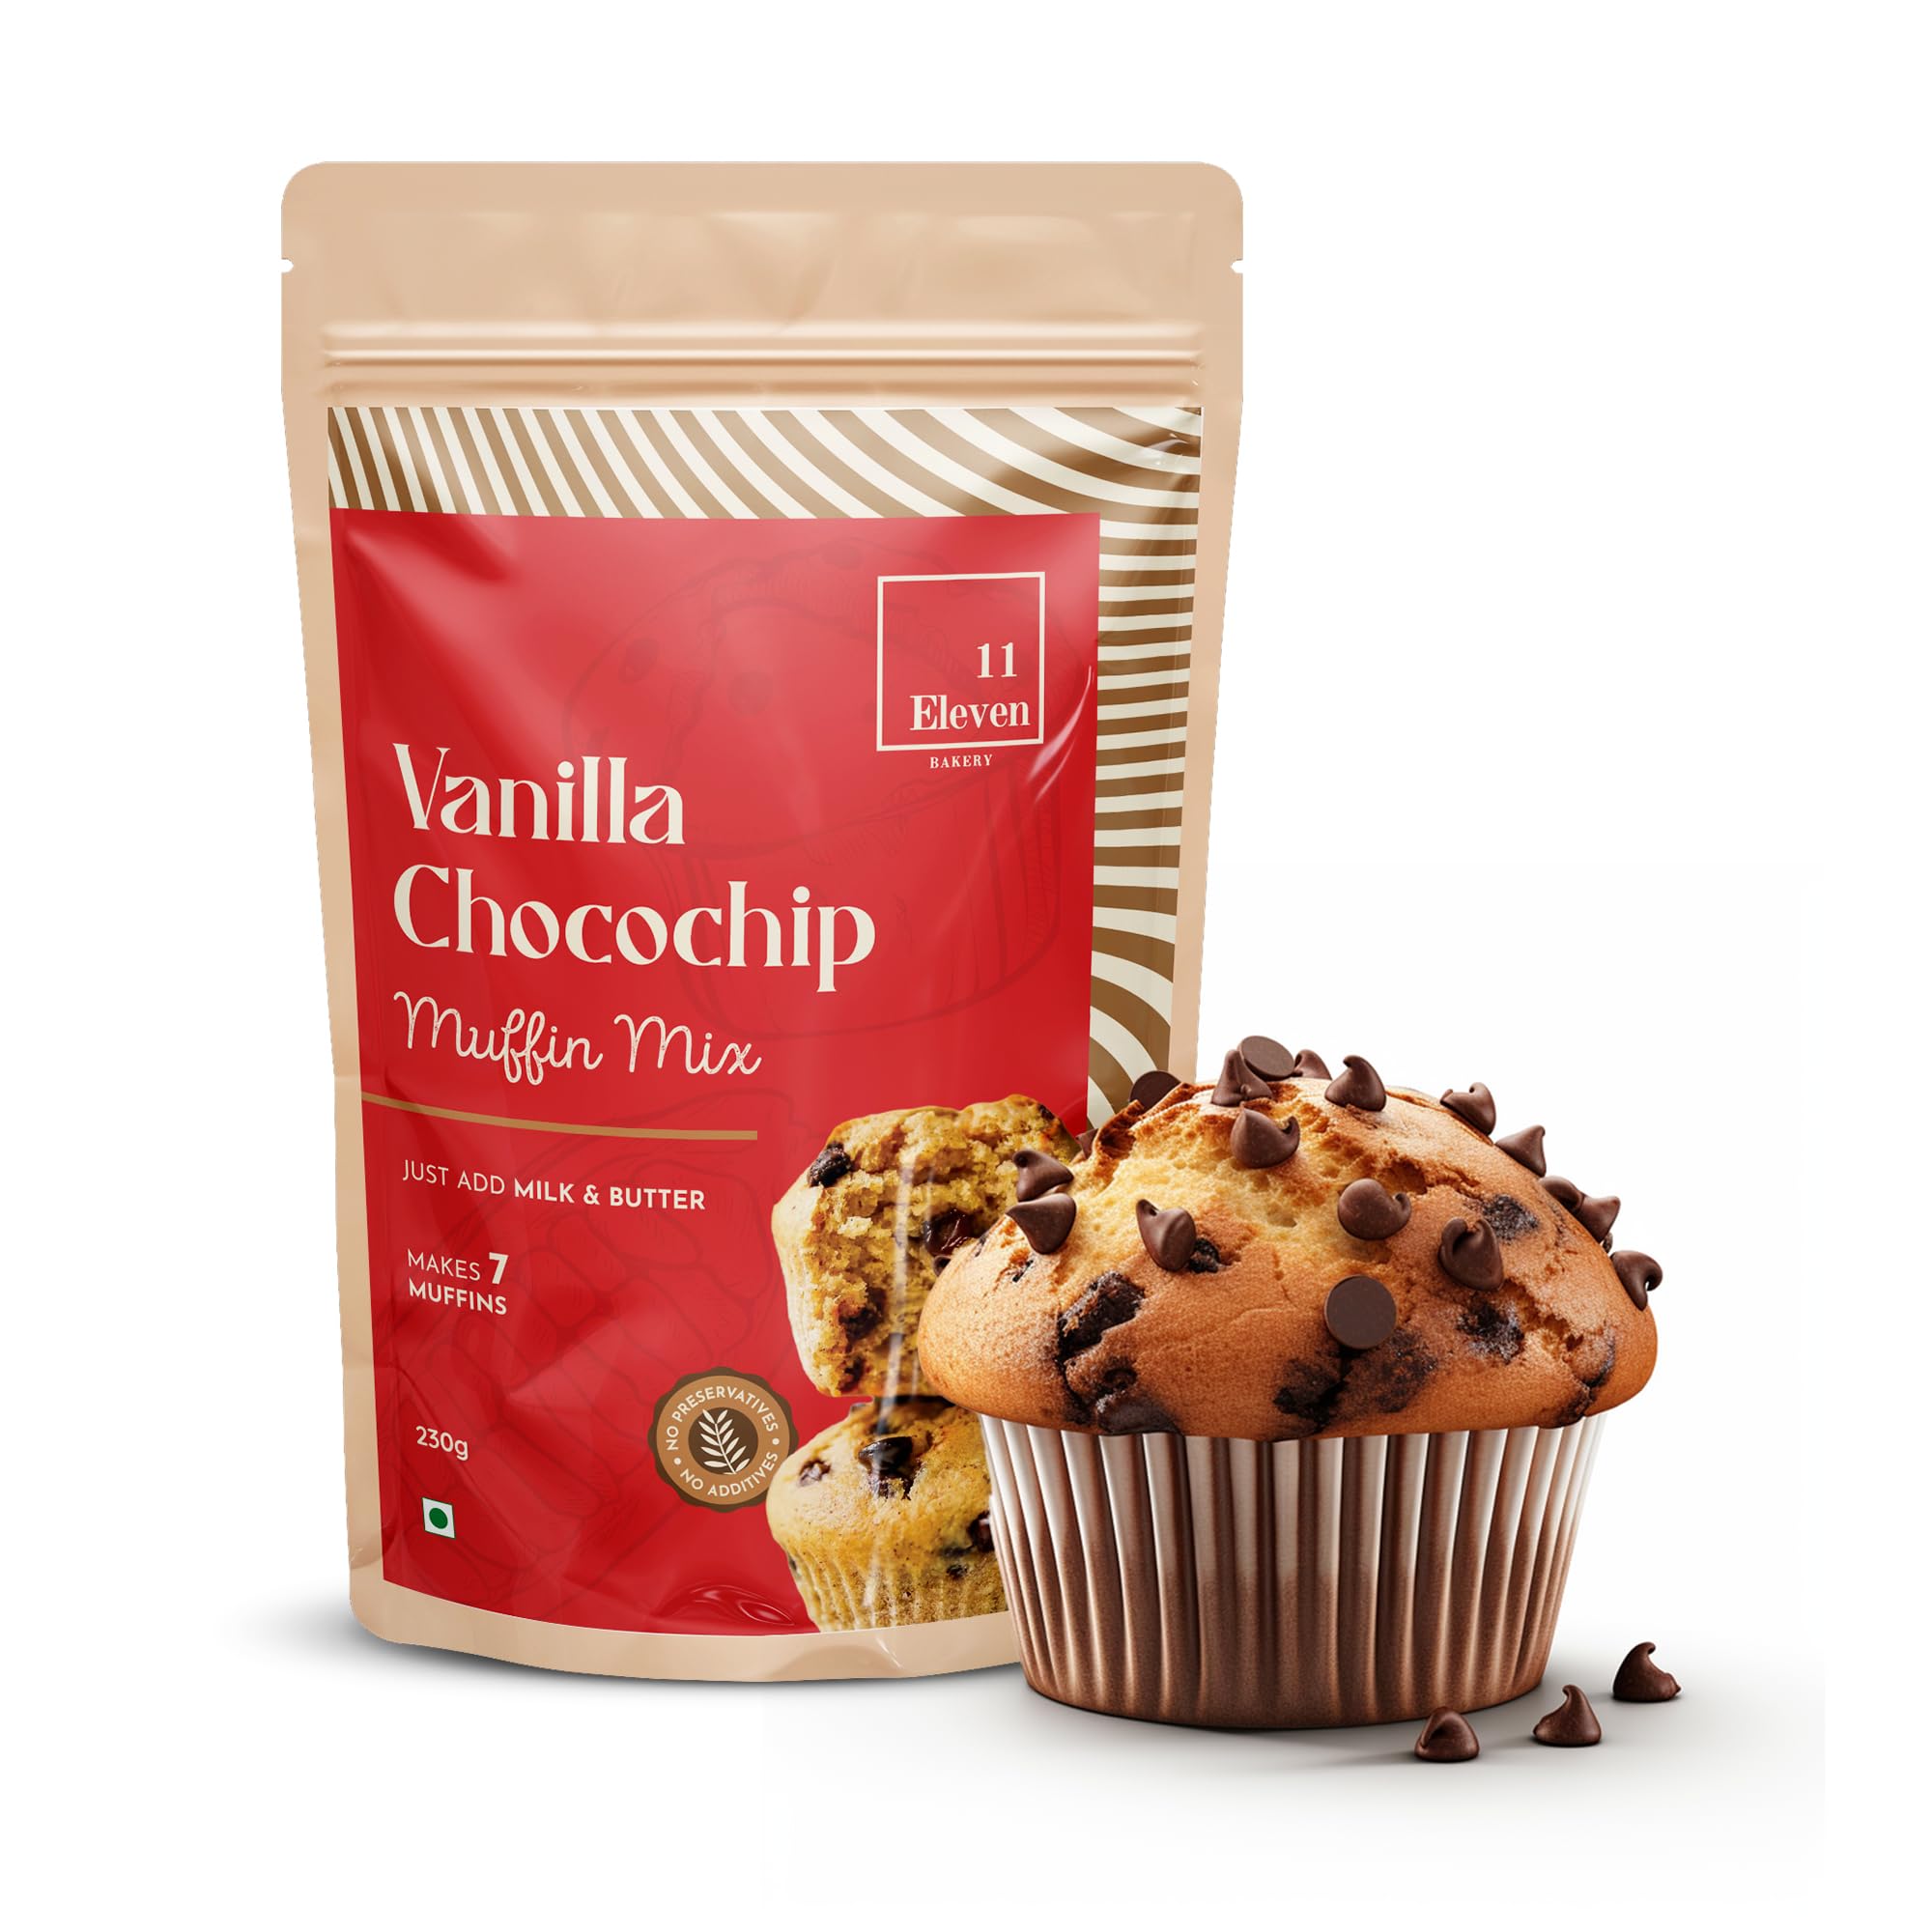 11
Eleven
BAKERY
Vanilla
Chocochip
Muffin Mix
JUST ADD MILK & BUTTER
MAKES 7
MUFFINS
NO PRESERVATIVES •
NO ADDITIVES •
230g